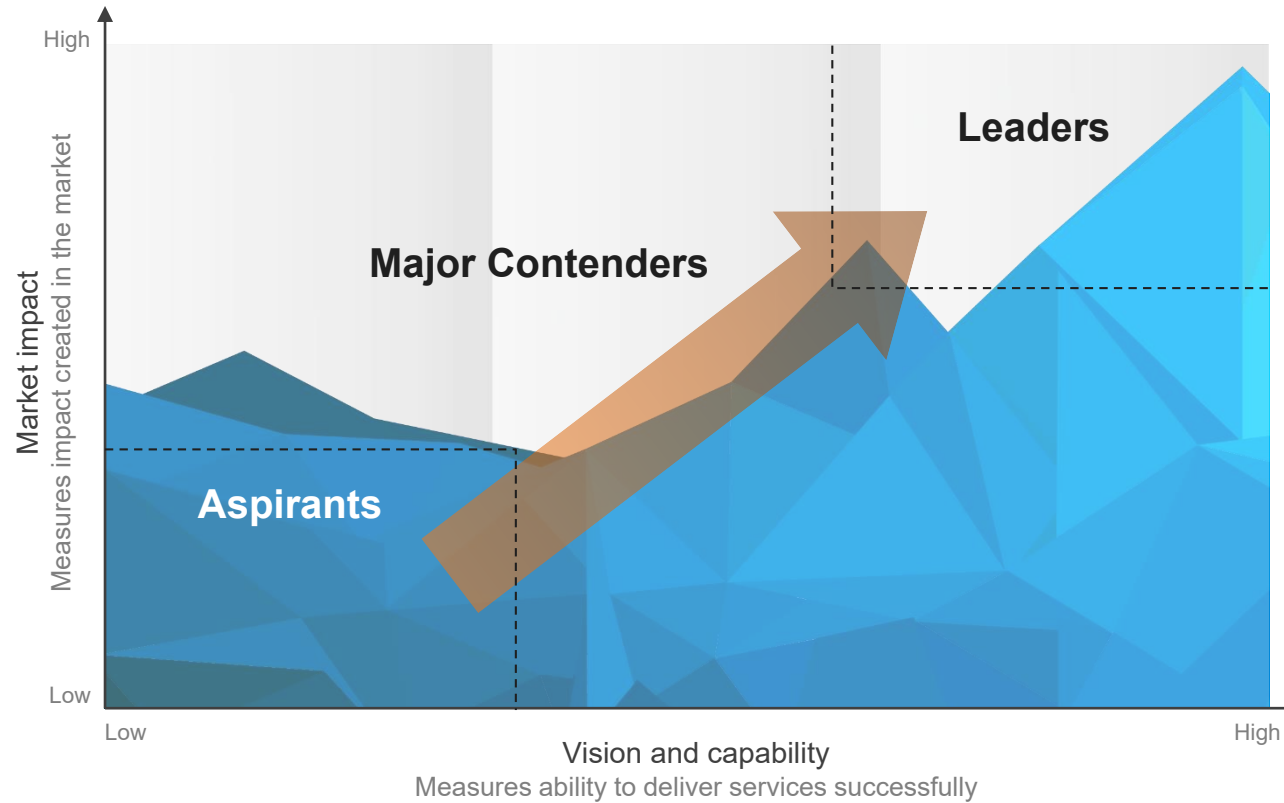 High
Leaders
Major Contenders
Market impact
Measures impact created in the market
Aspirants
Low
Low
High
Vision and capability
Measures ability to deliver services successfully